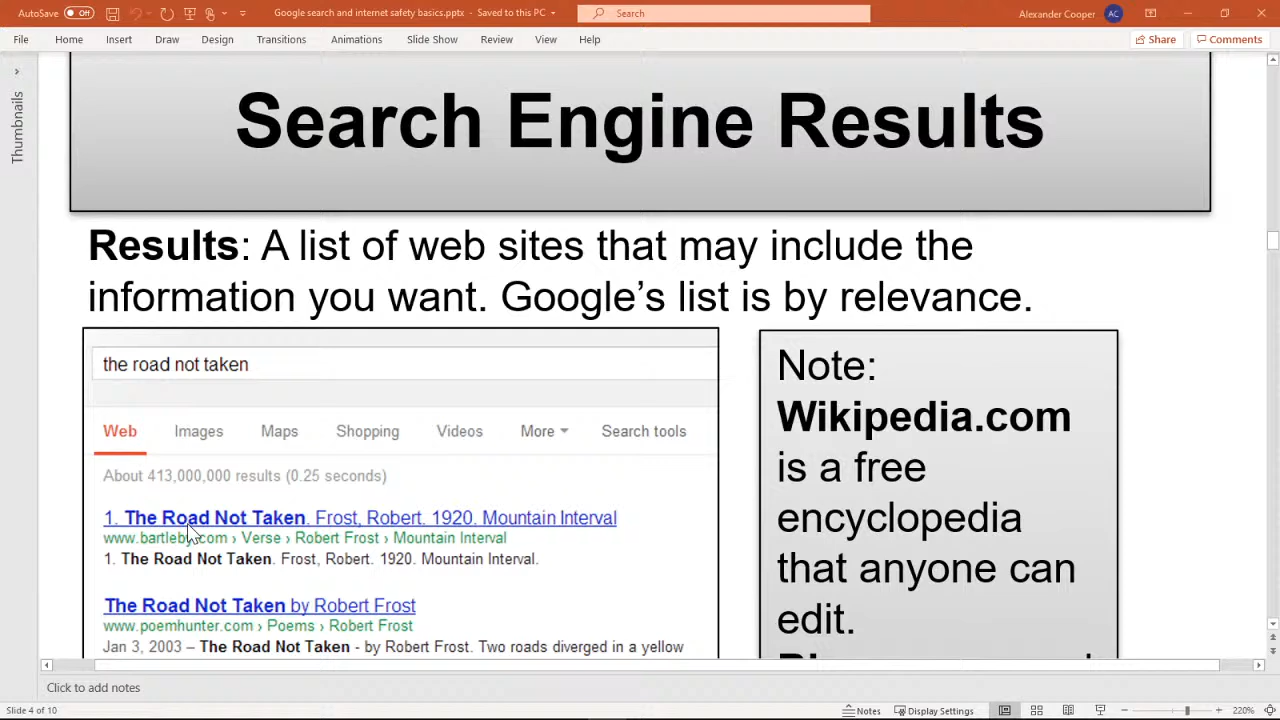 AutoSave Off Google search and internet safety basics.pptx - Saved to this PC Search Alexander Cooper AC
File Home Insert Draw Design Transitions Animations Slide Show Review View Help Share Comments
Thumbnails
Search Engine Results
Results: A list of web sites that may include the
information you want. Google's list is by relevance.
the road not taken
Web Images Maps Shopping Videos More Search tools
About 413,000,000 results (0.25 seconds)
1. The Road Not Taken. Frost, Robert. 1920. Mountain Interval
www.bartleby.com › Verse › Robert Frost › Mountain Interval
1. The Road Not Taken. Frost, Robert. 1920. Mountain Interval.
The Road Not Taken by Robert Frost
www.poemhunter.com › Poems › Robert Frost
Jan 3, 2003 – The Road Not Taken - by Robert Frost. Two roads diverged in a yellow
Note:
Wikipedia.com
is a free
encyclopedia
that anyone can
edit.
Click to add notes
Slide 4 of 10 Notes Display Settings 220%